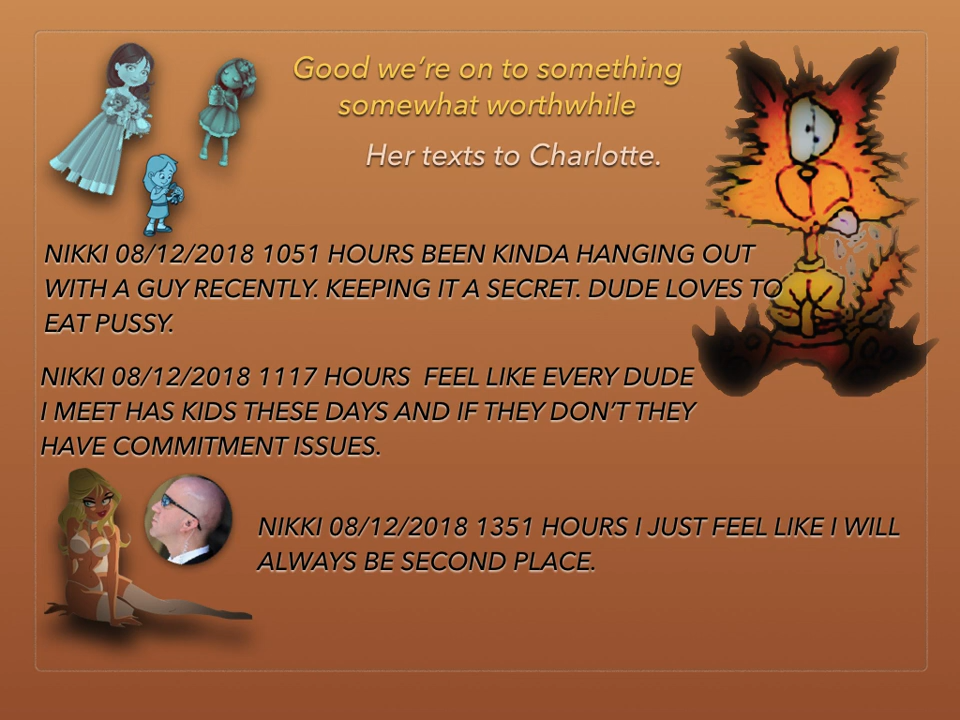 Good we're on to something
somewhat worthwhile
Her texts to Charlotte.
NIKKI 08/12/2018 1051 HOURS BEEN KINDA HANGING OUT
WITH A GUY RECENTLY. KEEPING IT A SECRET. DUDE LOVES TO
EAT PUSSY.
NIKKI 08/12/2018 1117 HOURS  FEEL LIKE EVERY DUDE
I MEET HAS KIDS THESE DAYS AND IF THEY DON'T THEY
HAVE COMMITMENT ISSUES.
NIKKI 08/12/2018 1351 HOURS I JUST FEEL LIKE I WILL
ALWAYS BE SECOND PLACE.